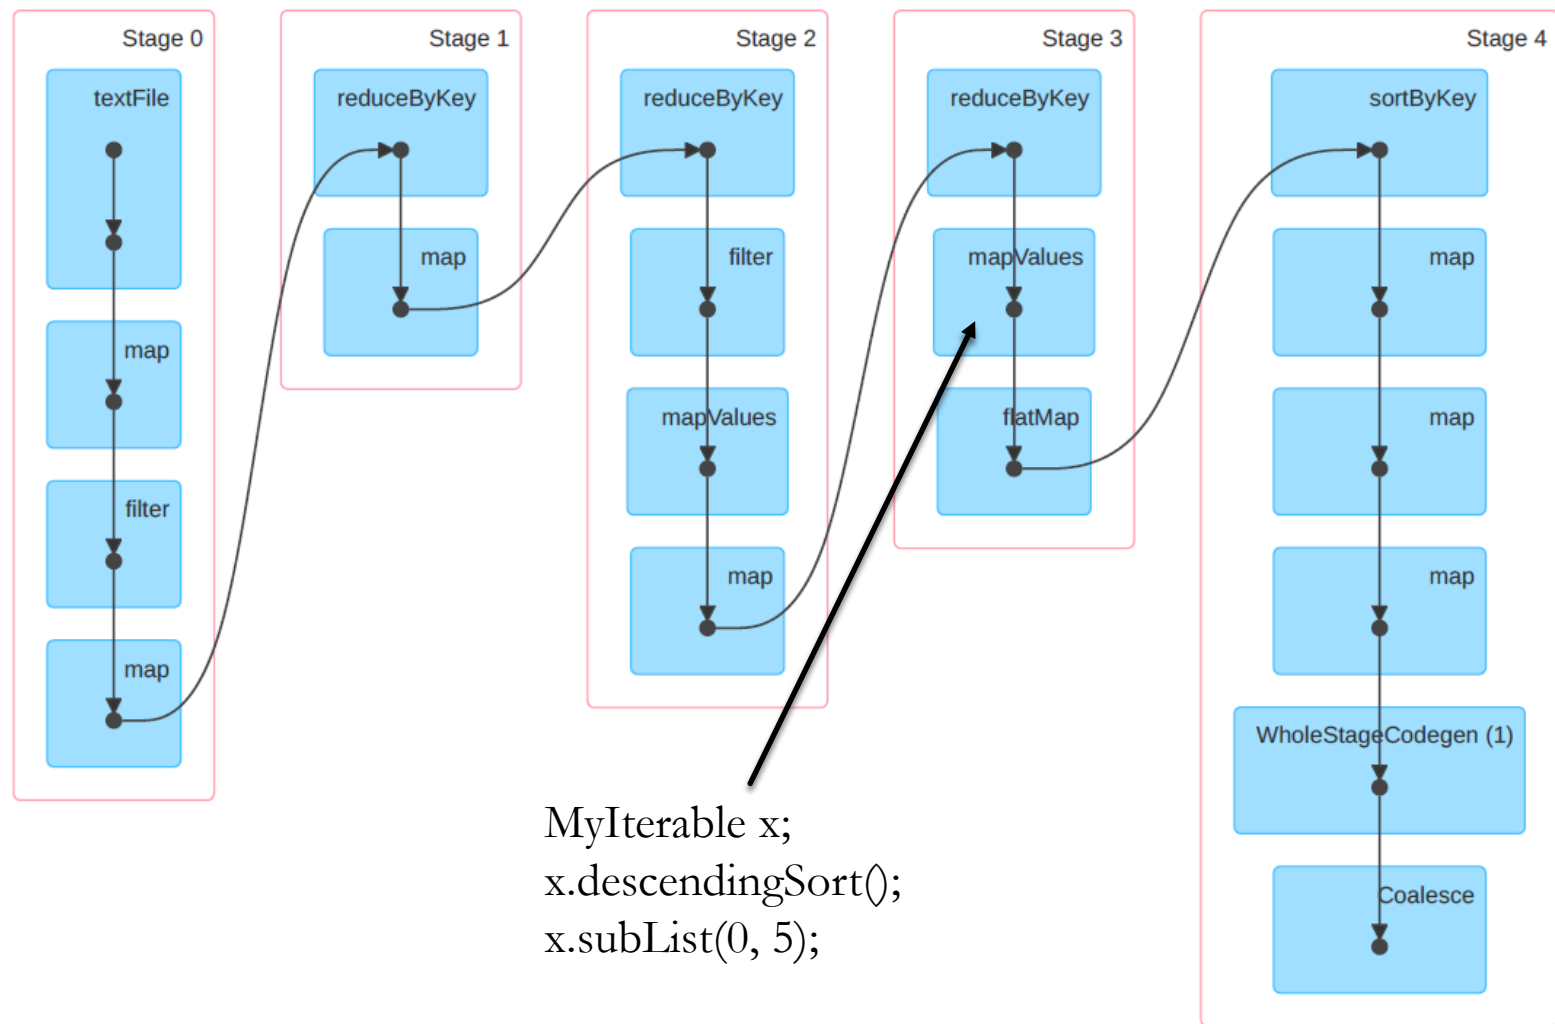 Stage 0
textFile
map
filter
map
Stage 1
reduceByKey
map
Stage 2
reduceByKey
filter
mapValues
map
Stage 3
reduceByKey
mapValues
flatMap
Stage 4
sortByKey
map
map
map
WholeStageCodegen (1)
Coalesce
MyIterable x;
x.descendingSort();
x.subList(0, 5);